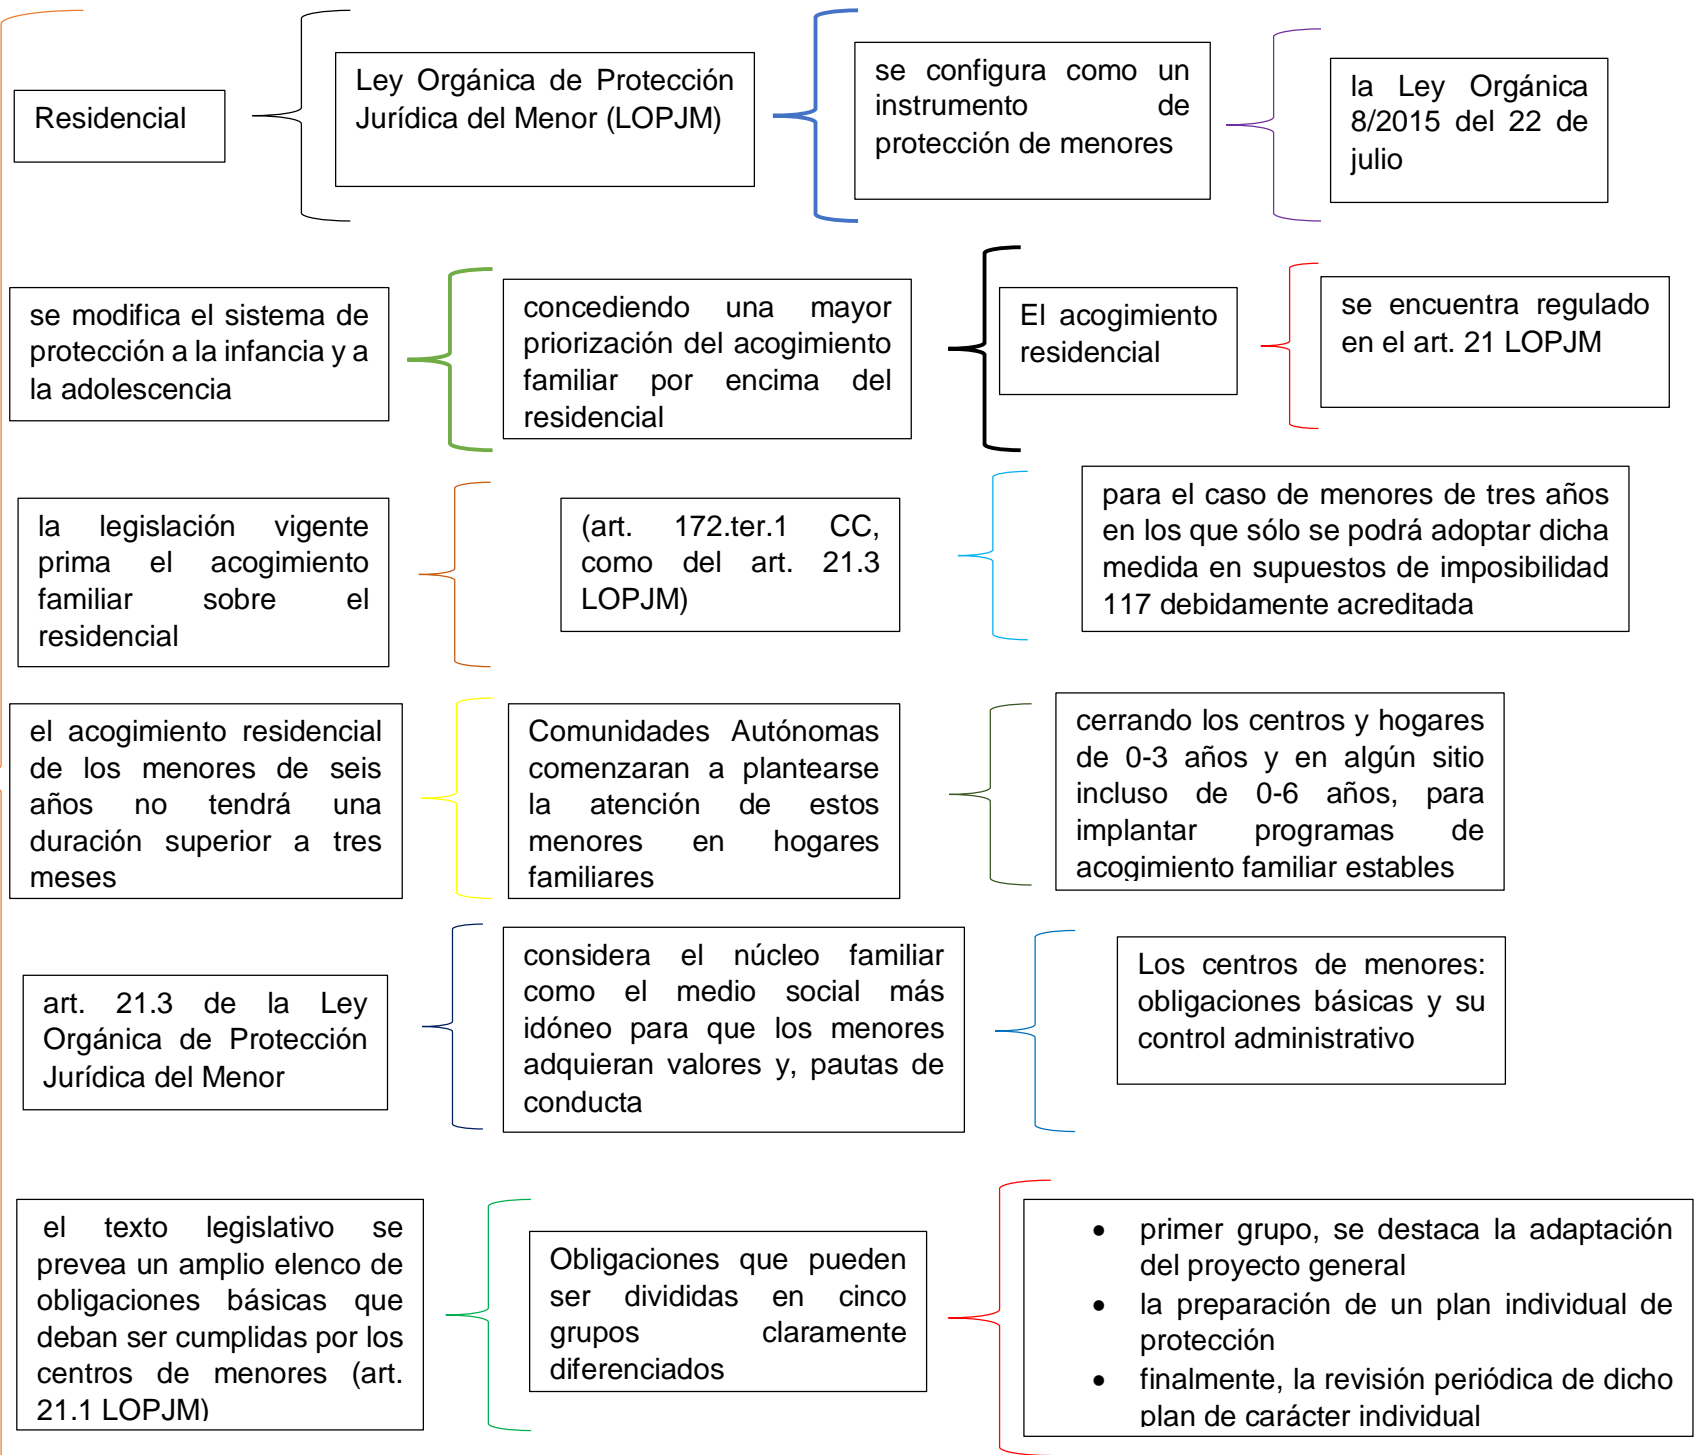 Residencial
Ley Orgánica de Protección
Jurídica del Menor (LOPJM)
se configura como un
instrumento de
protección de menores
la Ley Orgánica
8/2015 del 22 de
julio
se modifica el sistema de
protección a la infancia y a
la adolescencia
concediendo una mayor
priorización del acogimiento
familiar por encima del
residencial
El acogimiento
residencial
se encuentra regulado
en el art. 21 LOPJM
la legislación vigente
prima el acogimiento
familiar sobre el
residencial
(art. 172.ter.1 CC,
como del art. 21.3
LOPJM)
para el caso de menores de tres años
en los que sólo se podrá adoptar dicha
medida en supuestos de imposibilidad
117 debidamente acreditada
el acogimiento residencial
de los menores de seis
años no tendrá una
duración superior a tres
meses
Comunidades Autónomas
comenzaran a plantearse
la atención de estos
menores en hogares
familiares
cerrando los centros y hogares
de 0-3 años y en algún sitio
incluso de 0-6 años, para
implantar programas de
acogimiento familiar estables
art. 21.3 de la Ley
Orgánica de Protección
Jurídica del Menor
considera el núcleo familiar
como el medio social más
idóneo para que los menores
adquieran valores y, pautas de
conducta
Los centros de menores:
obligaciones básicas y su
control administrativo
el texto legislativo se
prevea un amplio elenco de
obligaciones básicas que
deban ser cumplidas por los
centros de menores (art.
21.1 LOPJM)
Obligaciones que pueden
ser divididas en cinco
grupos claramente
diferenciados
• primer grupo, se destaca la adaptación
del proyecto general
• la preparación de un plan individual de
protección
• finalmente, la revisión periódica de dicho
plan de carácter individual